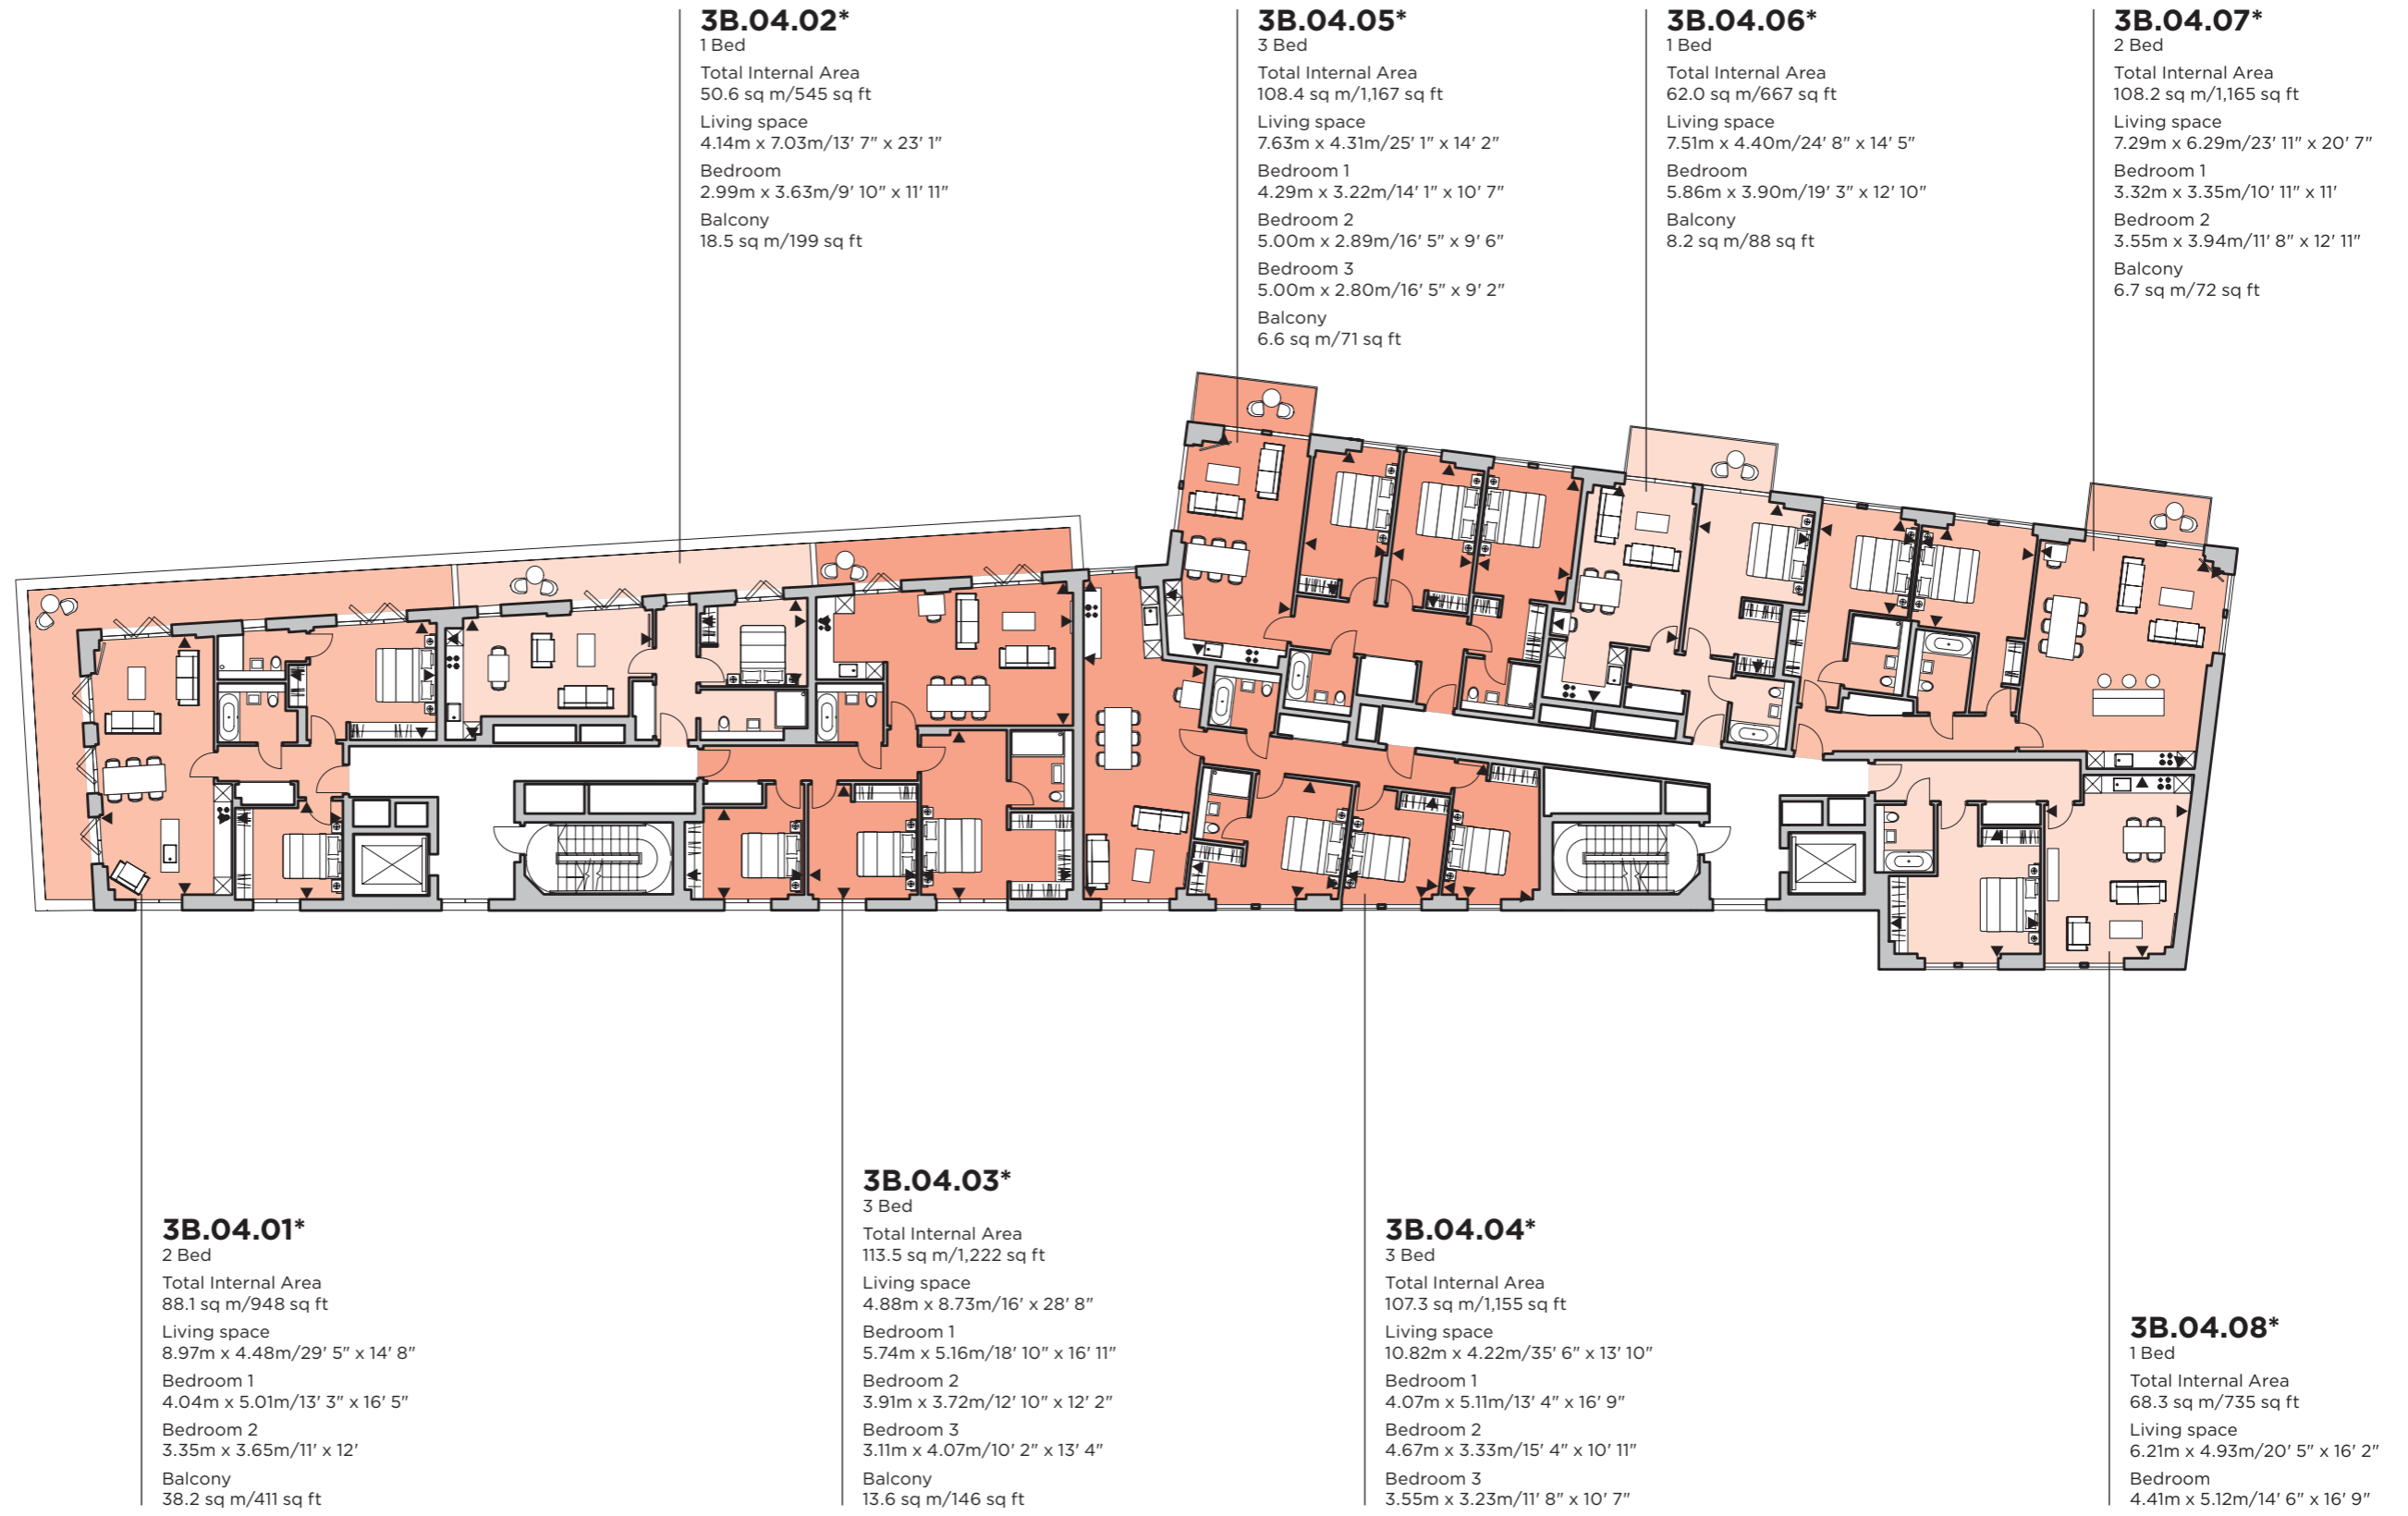 3B.04.02*
1 Bed
Total Internal Area
50.6 sq m/545 sq ft
Living space
4.14m x 7.03m/13' 7" x 23' 1"
Bedroom
2.99m x 3.63m/9' 10" x 11' 11"
Balcony
18.5 sq m/199 sq ft
3B.04.05*
3 Bed
Total Internal Area
108.4 sq m/1,167 sq ft
Living space
7.63m x 4.31m/25' 1" x 14' 2"
Bedroom 1
4.29m x 3.22m/14' 1" x 10' 7"
Bedroom 2
5.00m x 2.89m/16' 5" x 9' 6"
Bedroom 3
5.00m x 2.80m/16' 5" x 9' 2"
Balcony
6.6 sq m/71 sq ft
3B.04.06*
1 Bed
Total Internal Area
62.0 sq m/667 sq ft
Living space
7.51m x 4.40m/24' 8" x 14' 5"
Bedroom
5.86m x 3.90m/19' 3" x 12' 10"
Balcony
8.2 sq m/88 sq ft
3B.04.07*
2 Bed
Total Internal Area
108.2 sq m/1,165 sq ft
Living space
7.29m x 6.29m/23' 11" x 20' 7"
Bedroom 1
3.32m x 3.35m/10' 11" x 11'
Bedroom 2
3.55m x 3.94m/11' 8" x 12' 11"
Balcony
6.7 sq m/72 sq ft
3B.04.01*
2 Bed
Total Internal Area
88.1 sq m/948 sq ft
Living space
8.97m x 4.48m/29' 5" x 14' 8"
Bedroom 1
4.04m x 5.01m/13' 3" x 16' 5"
Bedroom 2
3.35m x 3.65m/11' x 12'
Balcony
38.2 sq m/411 sq ft
3B.04.03*
3 Bed
Total Internal Area
113.5 sq m/1,222 sq ft
Living space
4.88m x 8.73m/16' x 28' 8"
Bedroom 1
5.74m x 5.16m/18' 10" x 16' 11"
Bedroom 2
3.91m x 3.72m/12' 10" x 12' 2"
Bedroom 3
3.11m x 4.07m/10' 2" x 13' 4"
Balcony
13.6 sq m/146 sq ft
3B.04.04*
3 Bed
Total Internal Area
107.3 sq m/1,155 sq ft
Living space
10.82m x 4.22m/35' 6" x 13' 10"
Bedroom 1
4.07m x 5.11m/13' 4" x 16' 9"
Bedroom 2
4.67m x 3.33m/15' 4" x 10' 11"
Bedroom 3
3.55m x 3.23m/11' 8" x 10' 7"
3B.04.08*
1 Bed
Total Internal Area
68.3 sq m/735 sq ft
Living space
6.21m x 4.93m/20' 5" x 16' 2"
Bedroom
4.41m x 5.12m/14' 6" x 16' 9"